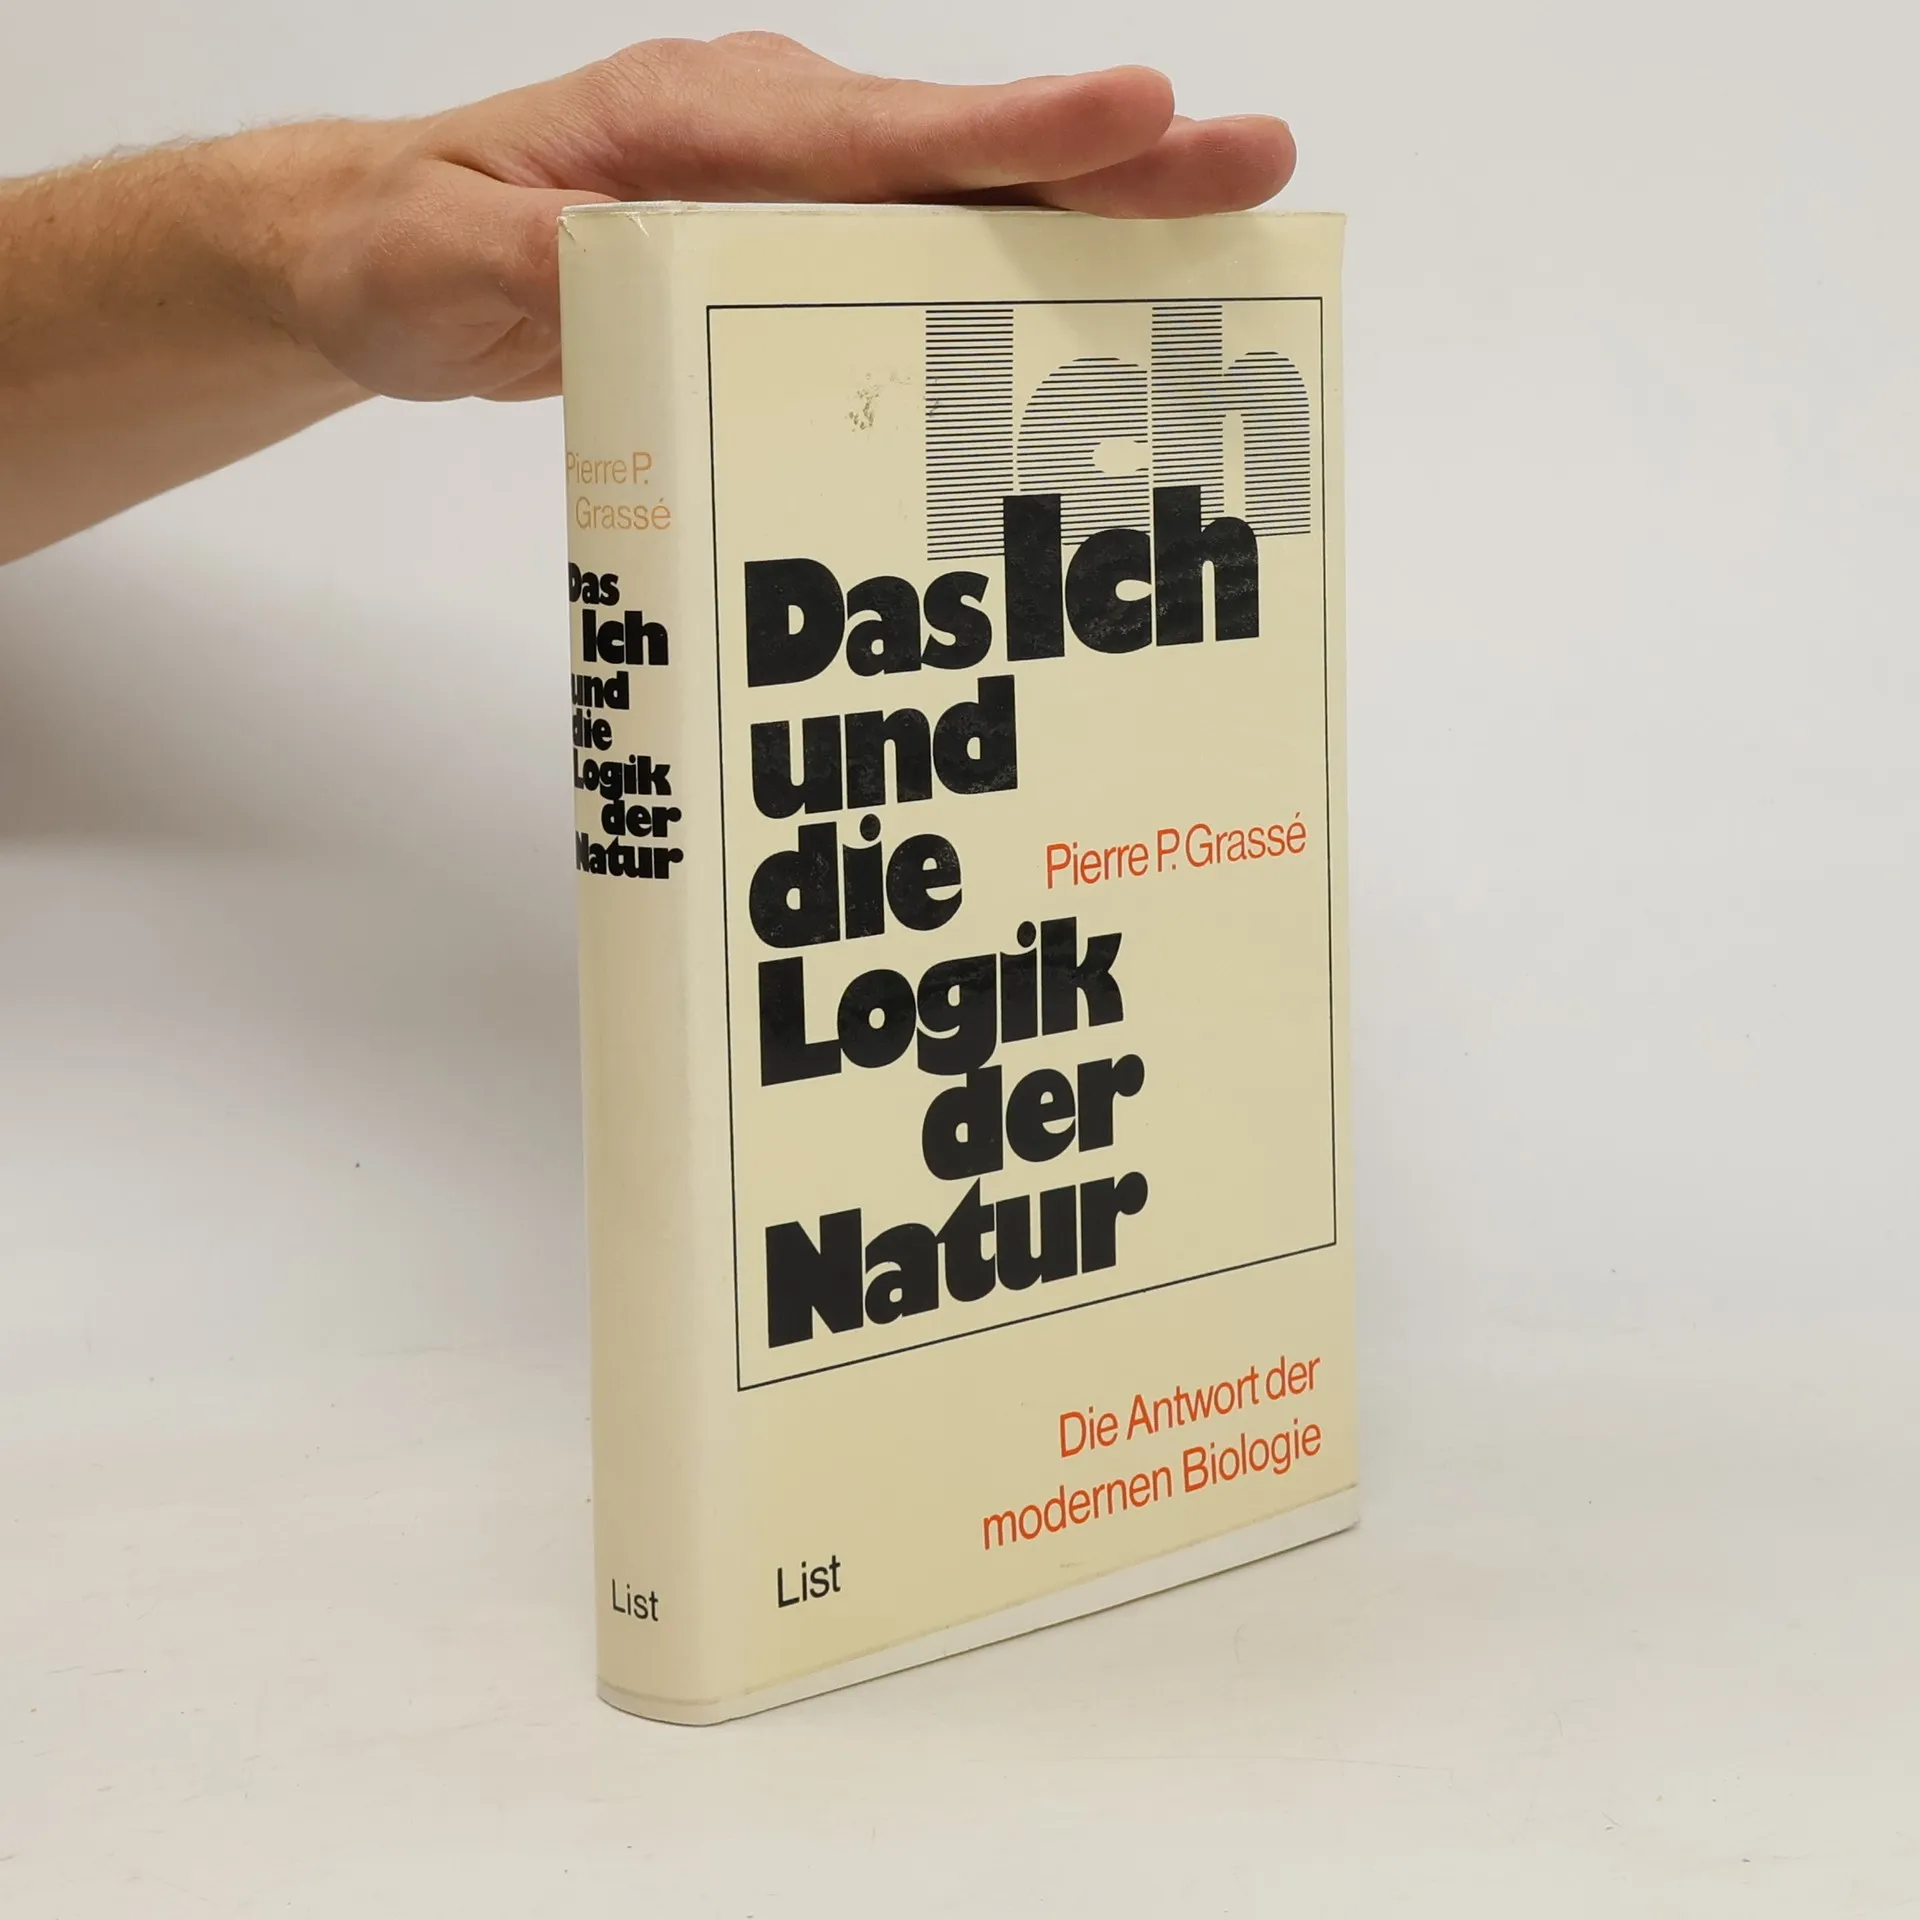 Pierre P.
Grassé
Das
Ich
und
die
Logik
der
Natur
List
Ich
Das Ich
und
die
Pierre P. Grassé
Logik
der
Natur
Die Antwort der
modernen Biologie
List